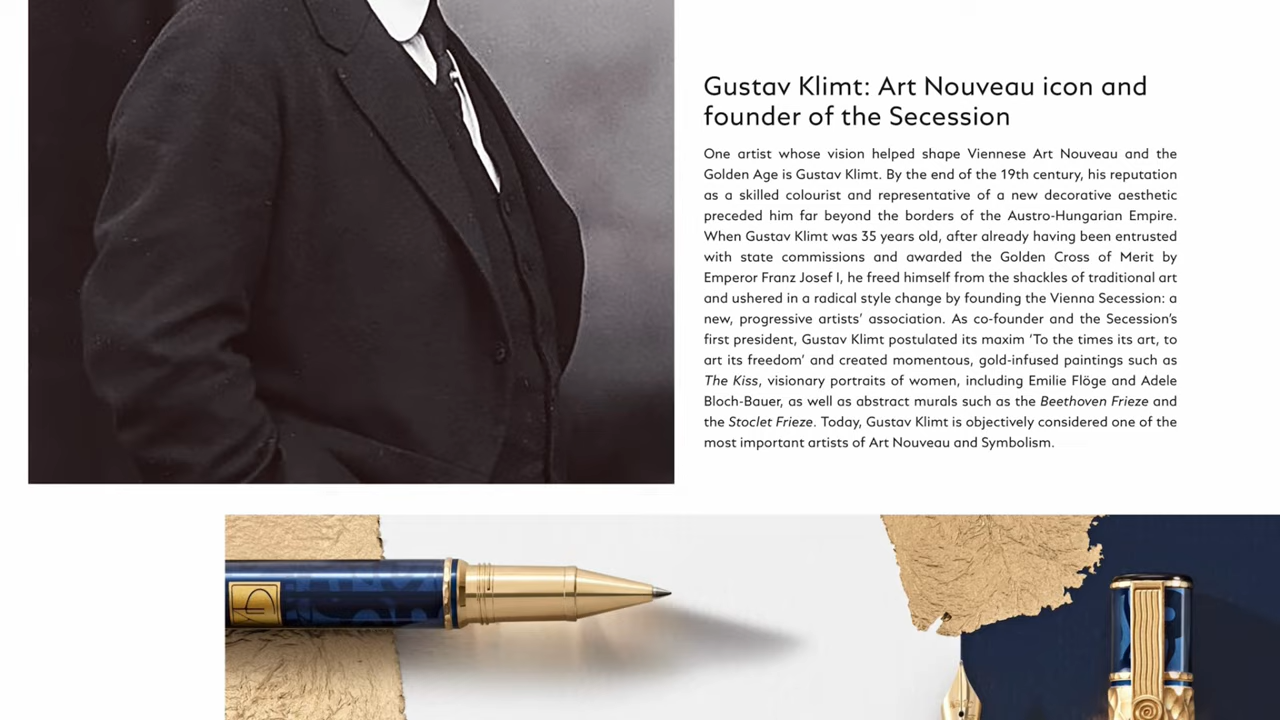 Gustav Klimt: Art Nouveau icon and
founder of the Secession
One artist whose vision helped shape Viennese Art Nouveau and the
Golden Age is Gustav Klimt. By the end of the 19th century, his reputation
as a skilled colourist and representative of a new decorative aesthetic
preceded him far beyond the borders of the Austro-Hungarian Empire.
When Gustav Klimt was 35 years old, after already having been entrusted
with state commissions and awarded the Golden Cross of Merit by
Emperor Franz Josef I, he freed himself from the shackles of traditional art
and ushered in a radical style change by founding the Vienna Secession: a
new, progressive artists’ association. As co-founder and the Secession’s
first president, Gustav Klimt postulated its maxim ‘To the times its art, to
art its freedom’ and created momentous, gold-infused paintings such as
The Kiss, visionary portraits of women, including Emilie Flöge and Adele
Bloch-Bauer, as well as abstract murals such as the Beethoven Frieze and
the Stoclet Frieze. Today, Gustav Klimt is objectively considered one of the
most important artists of Art Nouveau and Symbolism.